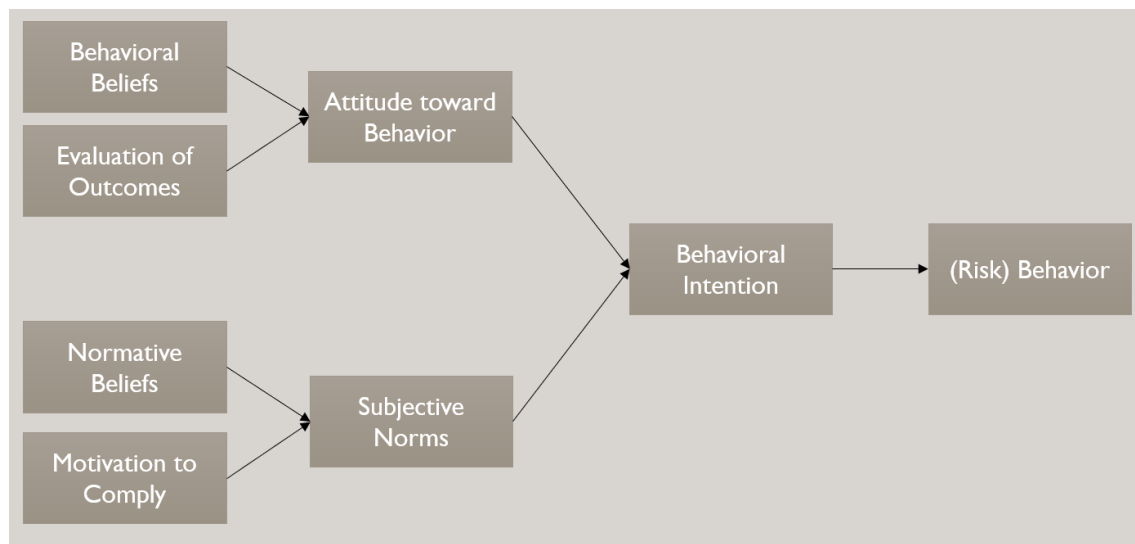 Behavioral
Beliefs
Evaluation of
Outcomes
Attitude toward
Behavior
Normative
Beliefs
Motivation to
Comply
Subjective
Norms
Behavioral
Intention
(Risk) Behavior